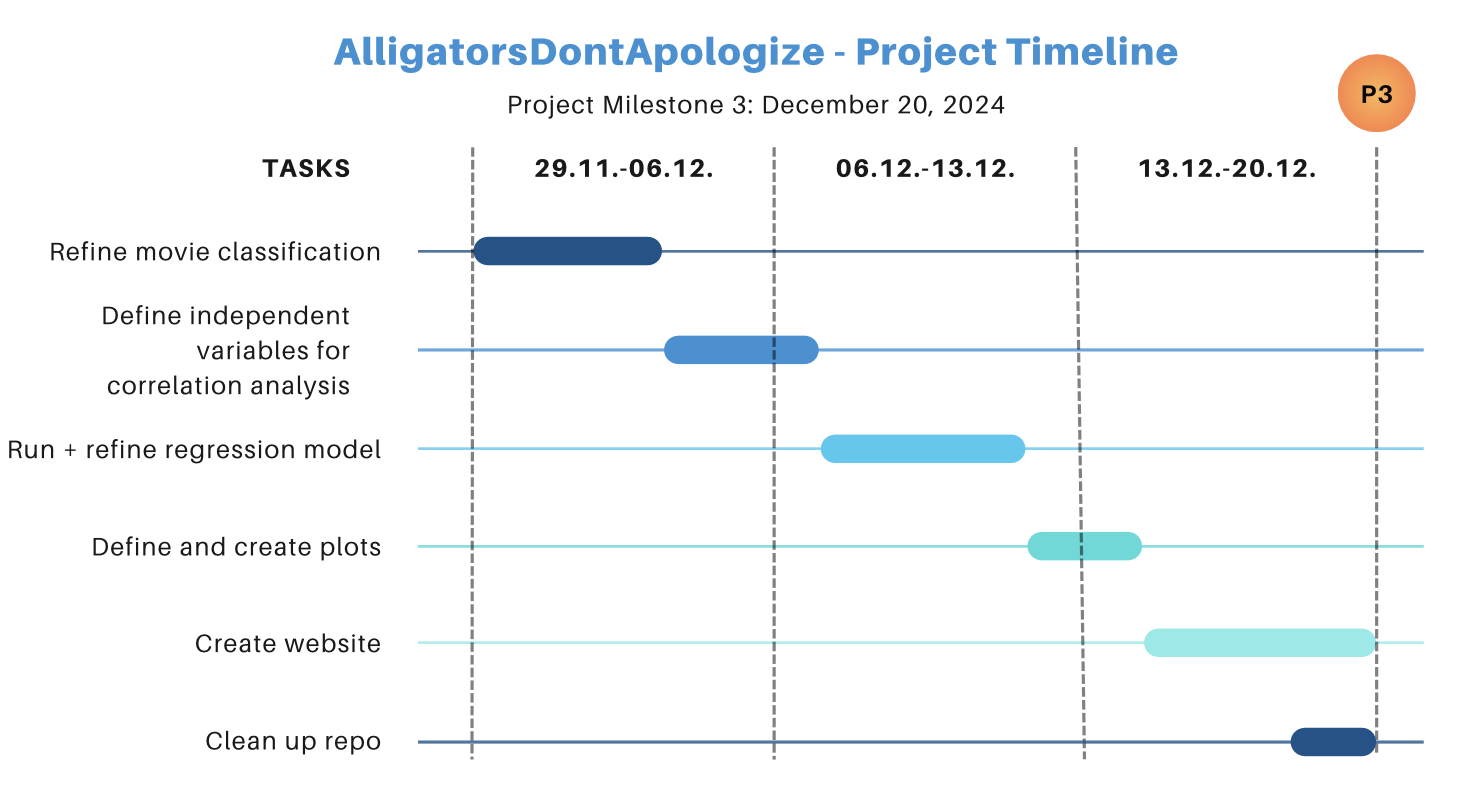 AlligatorsDontApologize - Project Timeline
Project Milestone 3: December 20, 2024
P3
TASKS
29.11.-06.12.
06.12.-13.12.
13.12.-20.12.
Refine movie classification
Define independent
variables for
correlation analysis
Run + refine regression model
Define and create plots
Create website
Clean up repo